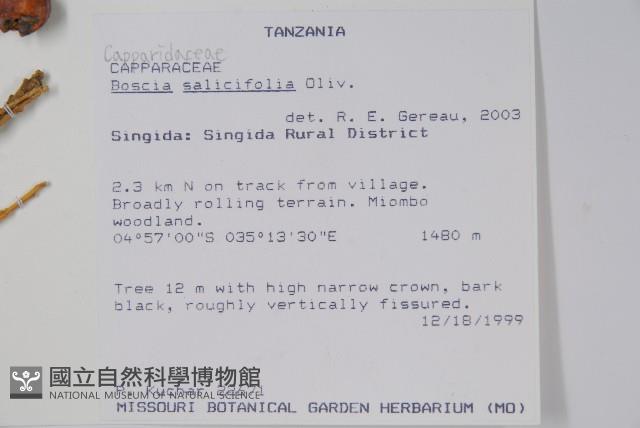 TANZANIA
Capparidaceae
CAPPARACEAE
Boscia salicifolia Oliv.
det. R. E. Gereau, 2003
Singida: Singida Rural District
2.3 km N on track from village.
Broadly rolling terrain. Miombo
woodland.
04°57'00"S 035°13'30"E 1480 m
Tree 12 m with high narrow crown, bark
black, roughly vertically fissured.
12/18/1999
國立自然科學博物館
Kuchar
NATIONAL MUSEUM OF NATURAL SCIENCE
MISSOURI BOTANICAL GARDEN HERBARIUM (MO)